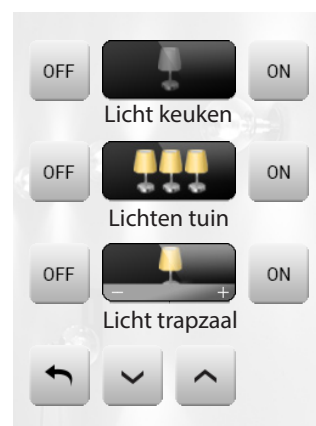 OFF ON
Licht keuken
OFF ON
Lichten tuin
OFF - + ON
Licht trapzaal